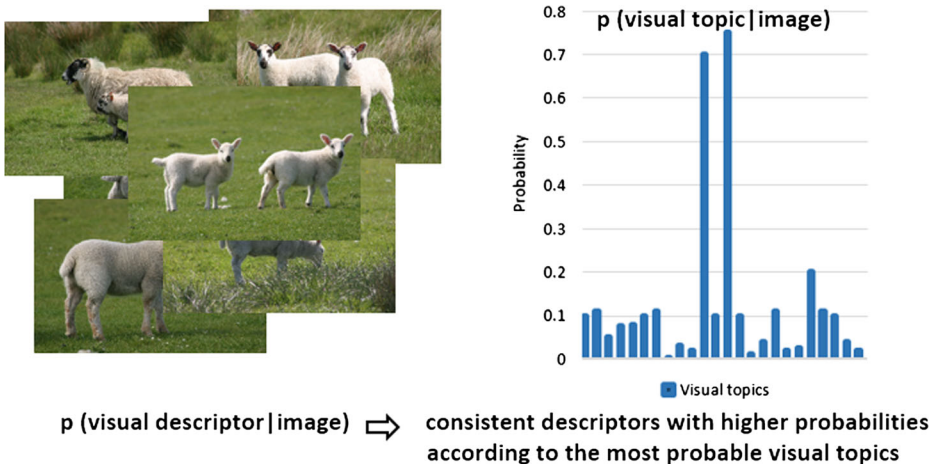 p (visual topic|image)
0.8
0.7
0.6
0.5
0.4
0.3
0.2
0.1
0
Probability
Visual topics
p (visual descriptor|image) ⇨ consistent descriptors with higher probabilities
according to the most probable visual topics